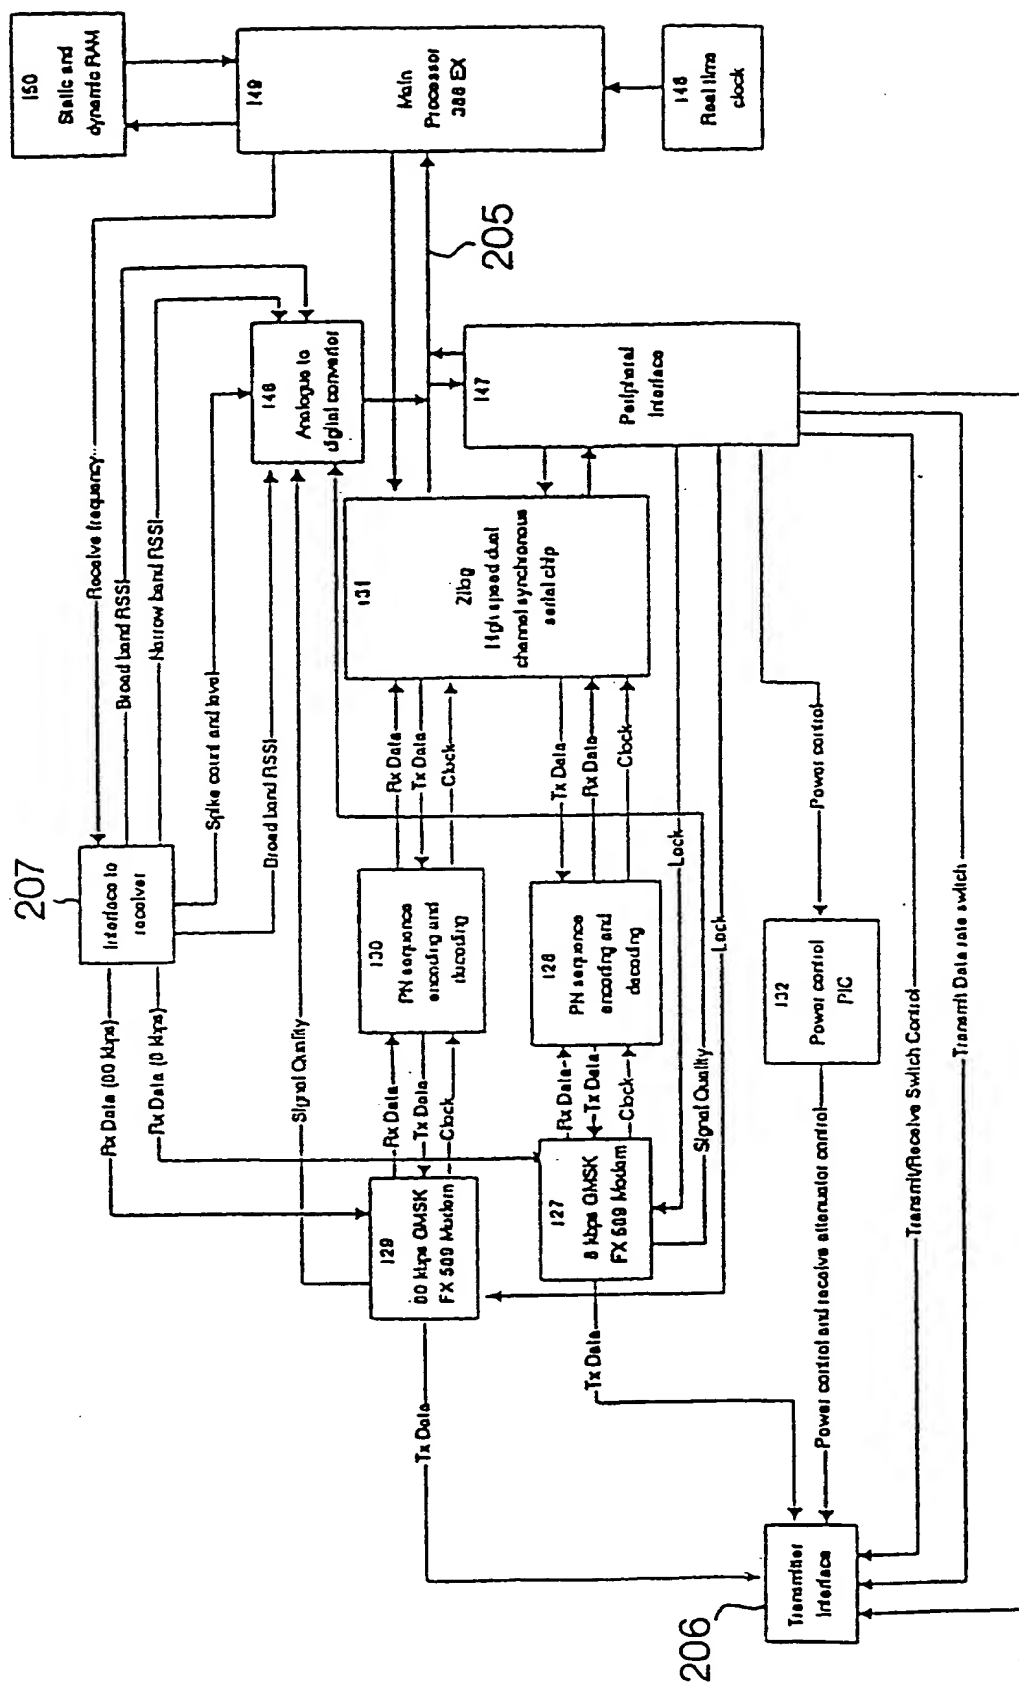 150
Static and
dynamic RAM
149
Main
Processor
386 EX
148
Real time
clock
205
146
Analogue to
digital convertor
147
Peripheral
Interface
131
High speed dual
channel synchronous
serial chip
Receive frequency
Broad band RSSI
Narrow band RSSI
Spike count and level
Broad band RSSI
Signal Quality
207
Interface to
receiver
Rx Data
Tx Data
Clock
Tx Data
Rx Data
Clock
130
PN sequence
encoding and
decoding
128
PN sequence
encoding and
decoding
Lock
Lock
Power control
132
Power control
PIC
Rx Data
Rx Data
Rx Data
Tx Data
Clock
Rx Data
Tx Data
Clock
Signal Quality
129
kbps GMSK
FX 509 Modem
127
8 kbps GMSK
FX 509 Modem
Tx Data
Tx Data
Power control and receive attenuator control
Transmit/Receive Switch Control
Transmit Data rate switch
206
Transmitter
Interface